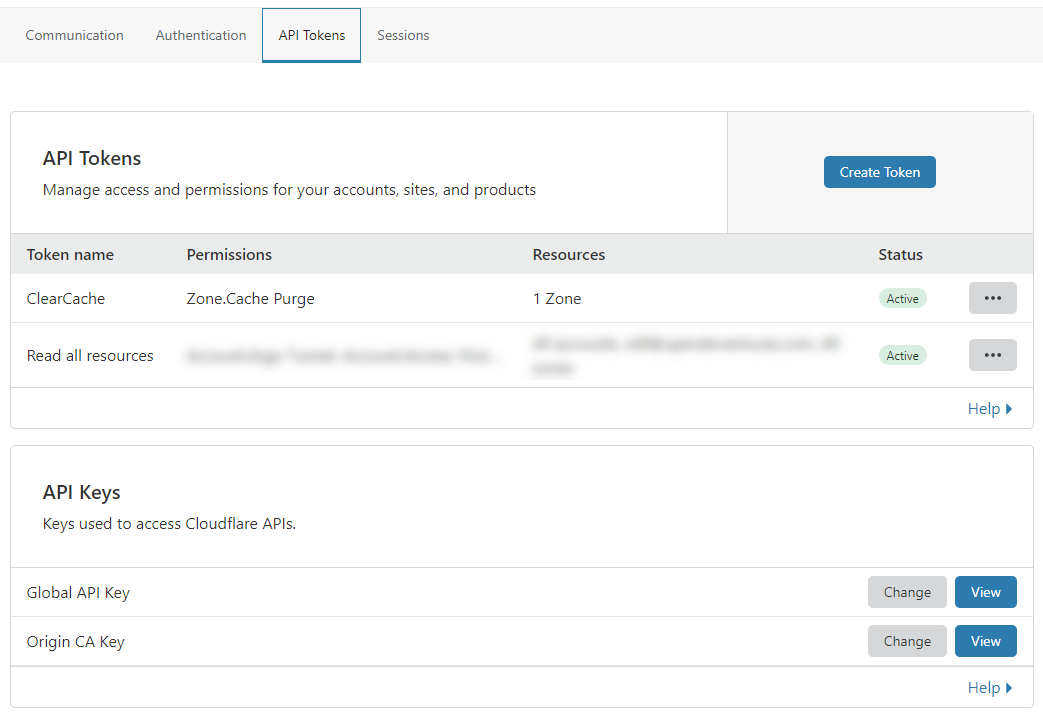 Communication Authentication API Tokens Sessions
API Tokens
Manage access and permissions for your accounts, sites, and products
Create Token
Token name Permissions Resources Status
ClearCache Zone.Cache Purge 1 Zone Active
Read all resources Active
Help
API Keys
Keys used to access Cloudflare APIs.
Global API Key Change View
Origin CA Key Change View
Help